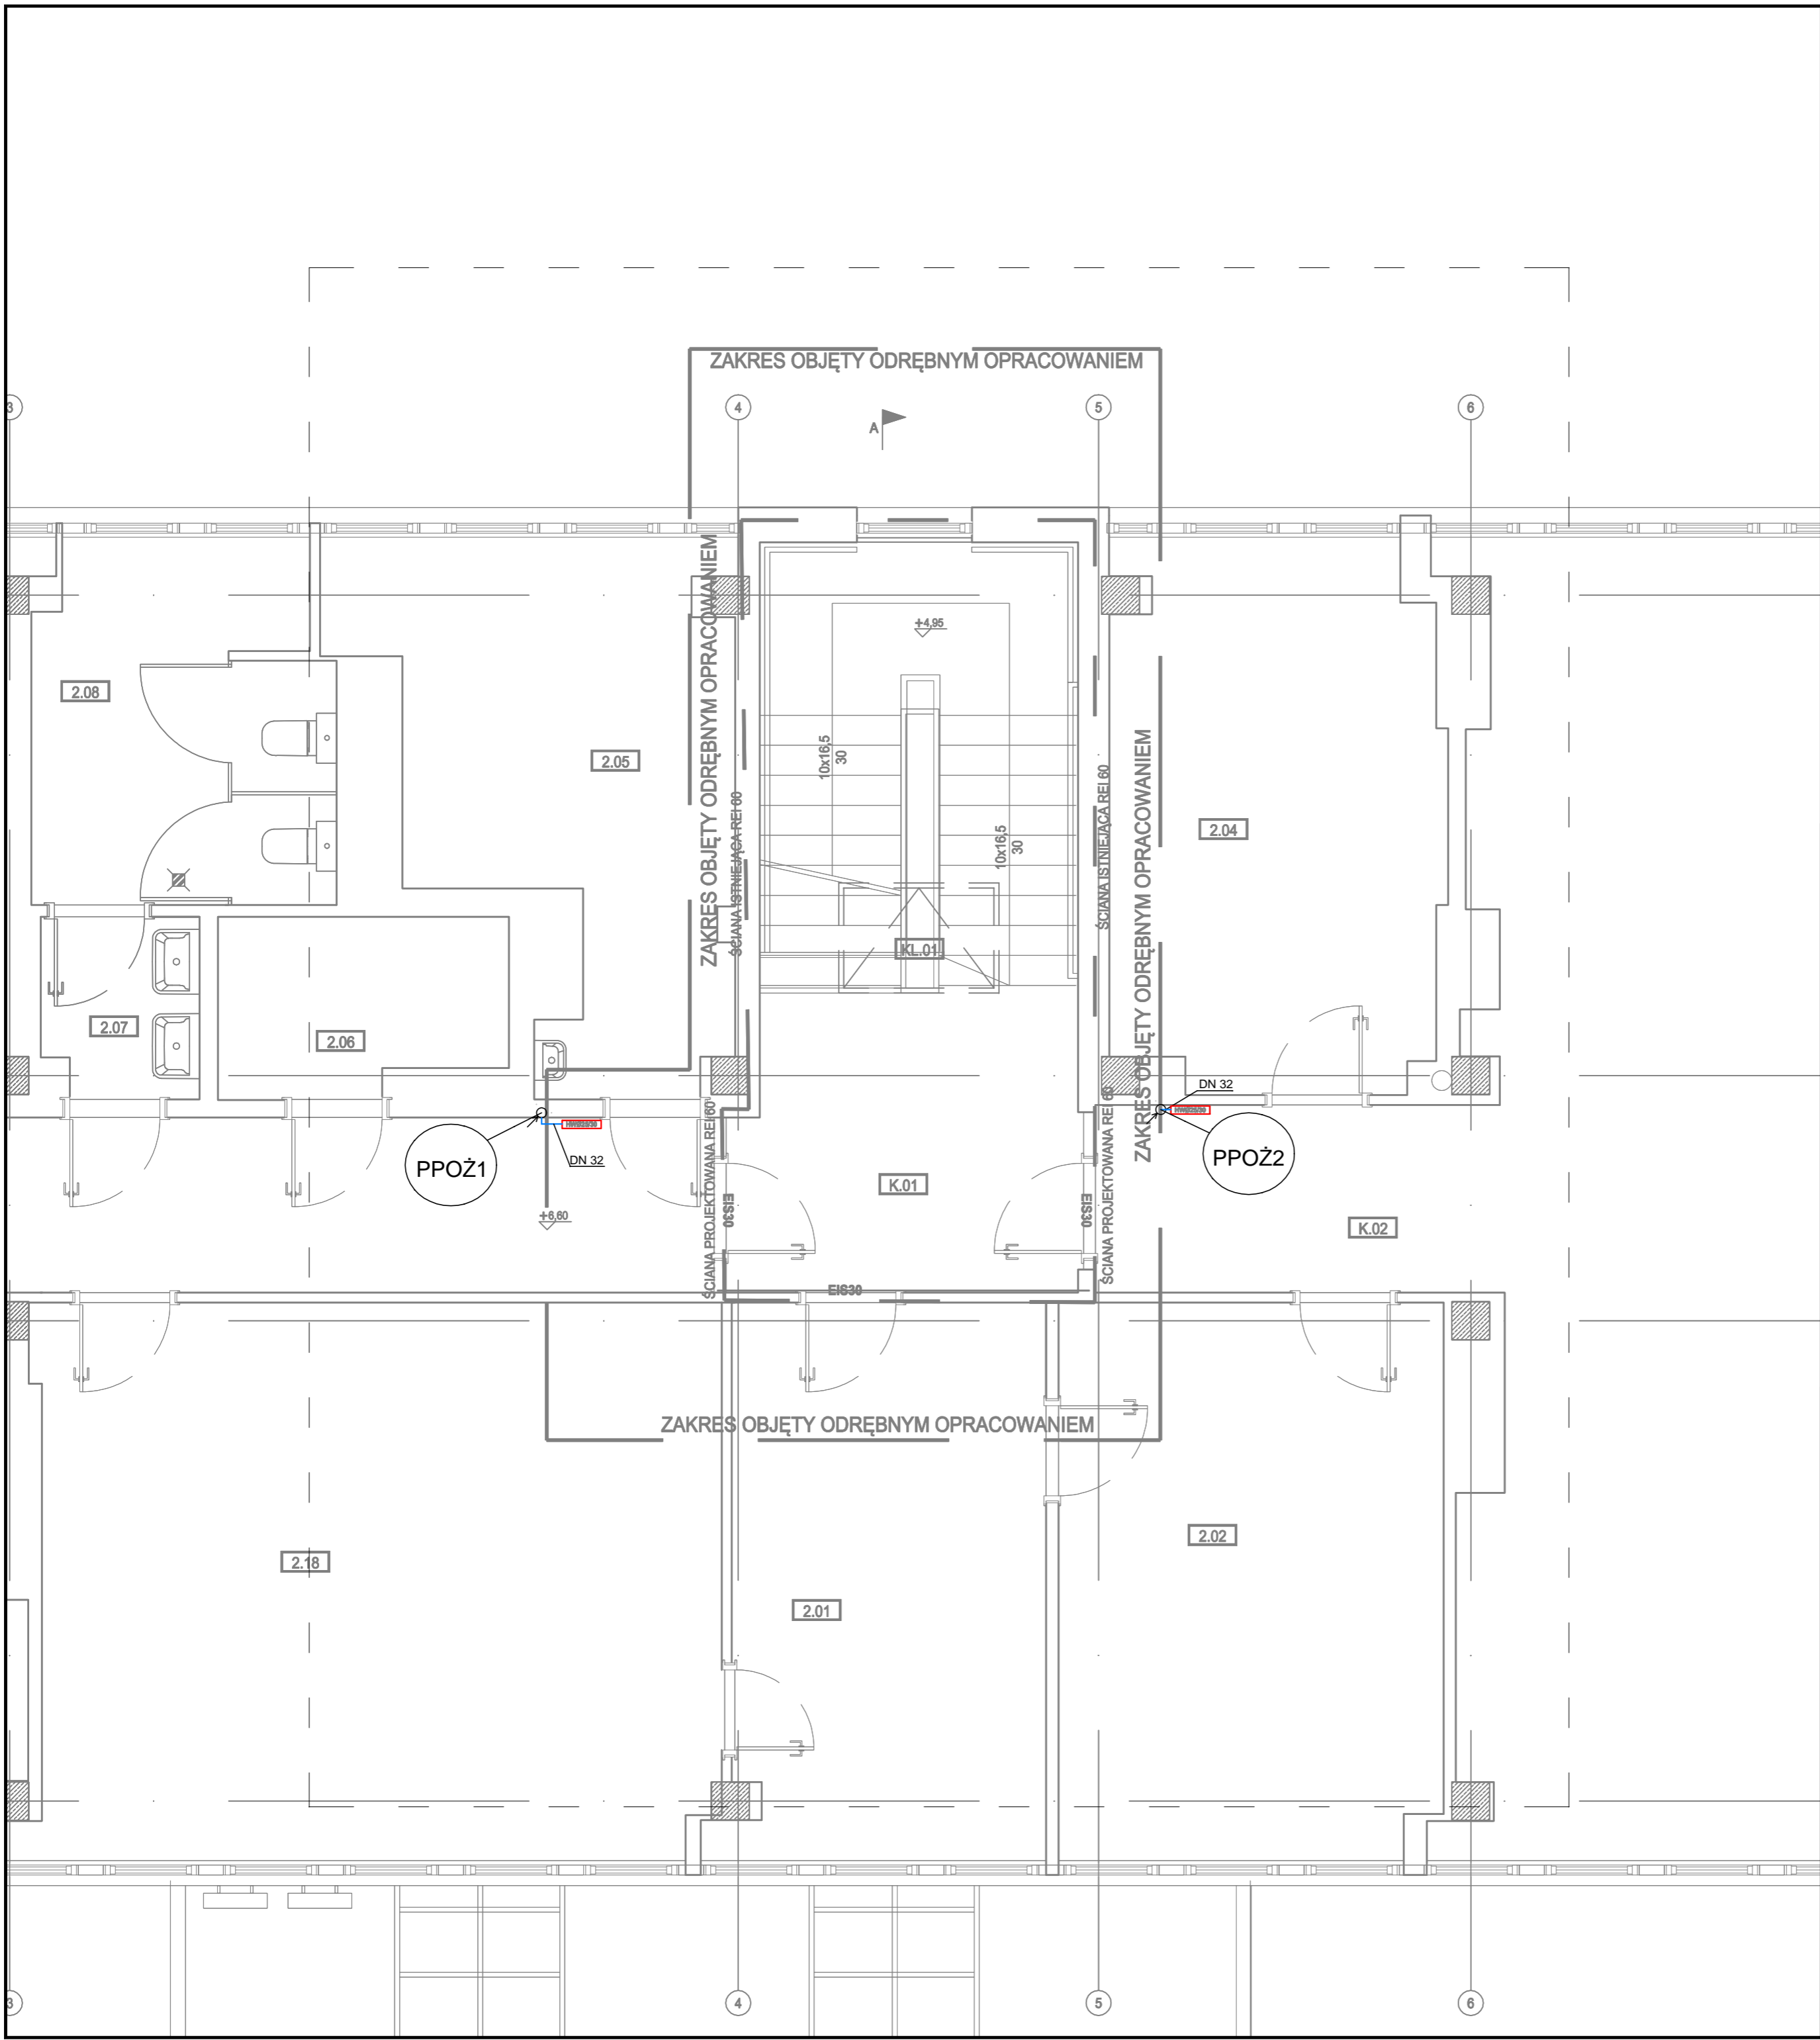 ZAKRES OBJĘTY ODRĘBNYM OPRACOWANIEM
3
4
5
6
A
ZAKRES OBJĘTY ODRĘBNYM OPRACOWANIEM
ŚCIANA ISTNIEJĄCA REI 60
+4,95
10x16,5
30
10x16,5
30
ŚCIANA ISTNIEJĄCA REI 60
ZAKRES OBJĘTY ODRĘBNYM OPRACOWANIEM
2.08
2.05
2.04
KL.01
2.07
2.06
DN 32
HW25/30
HW25/30
PPOŻ1
DN 32
PPOŻ2
ŚCIANA PROJEKTOWANA REI 60
EIS30
K.01
EIS30
ŚCIANA PROJEKTOWANA REI 60
+6,60
K.02
EIS30
ZAKRES OBJĘTY ODRĘBNYM OPRACOWANIEM
2.18
2.01
2.02
3
4
5
6